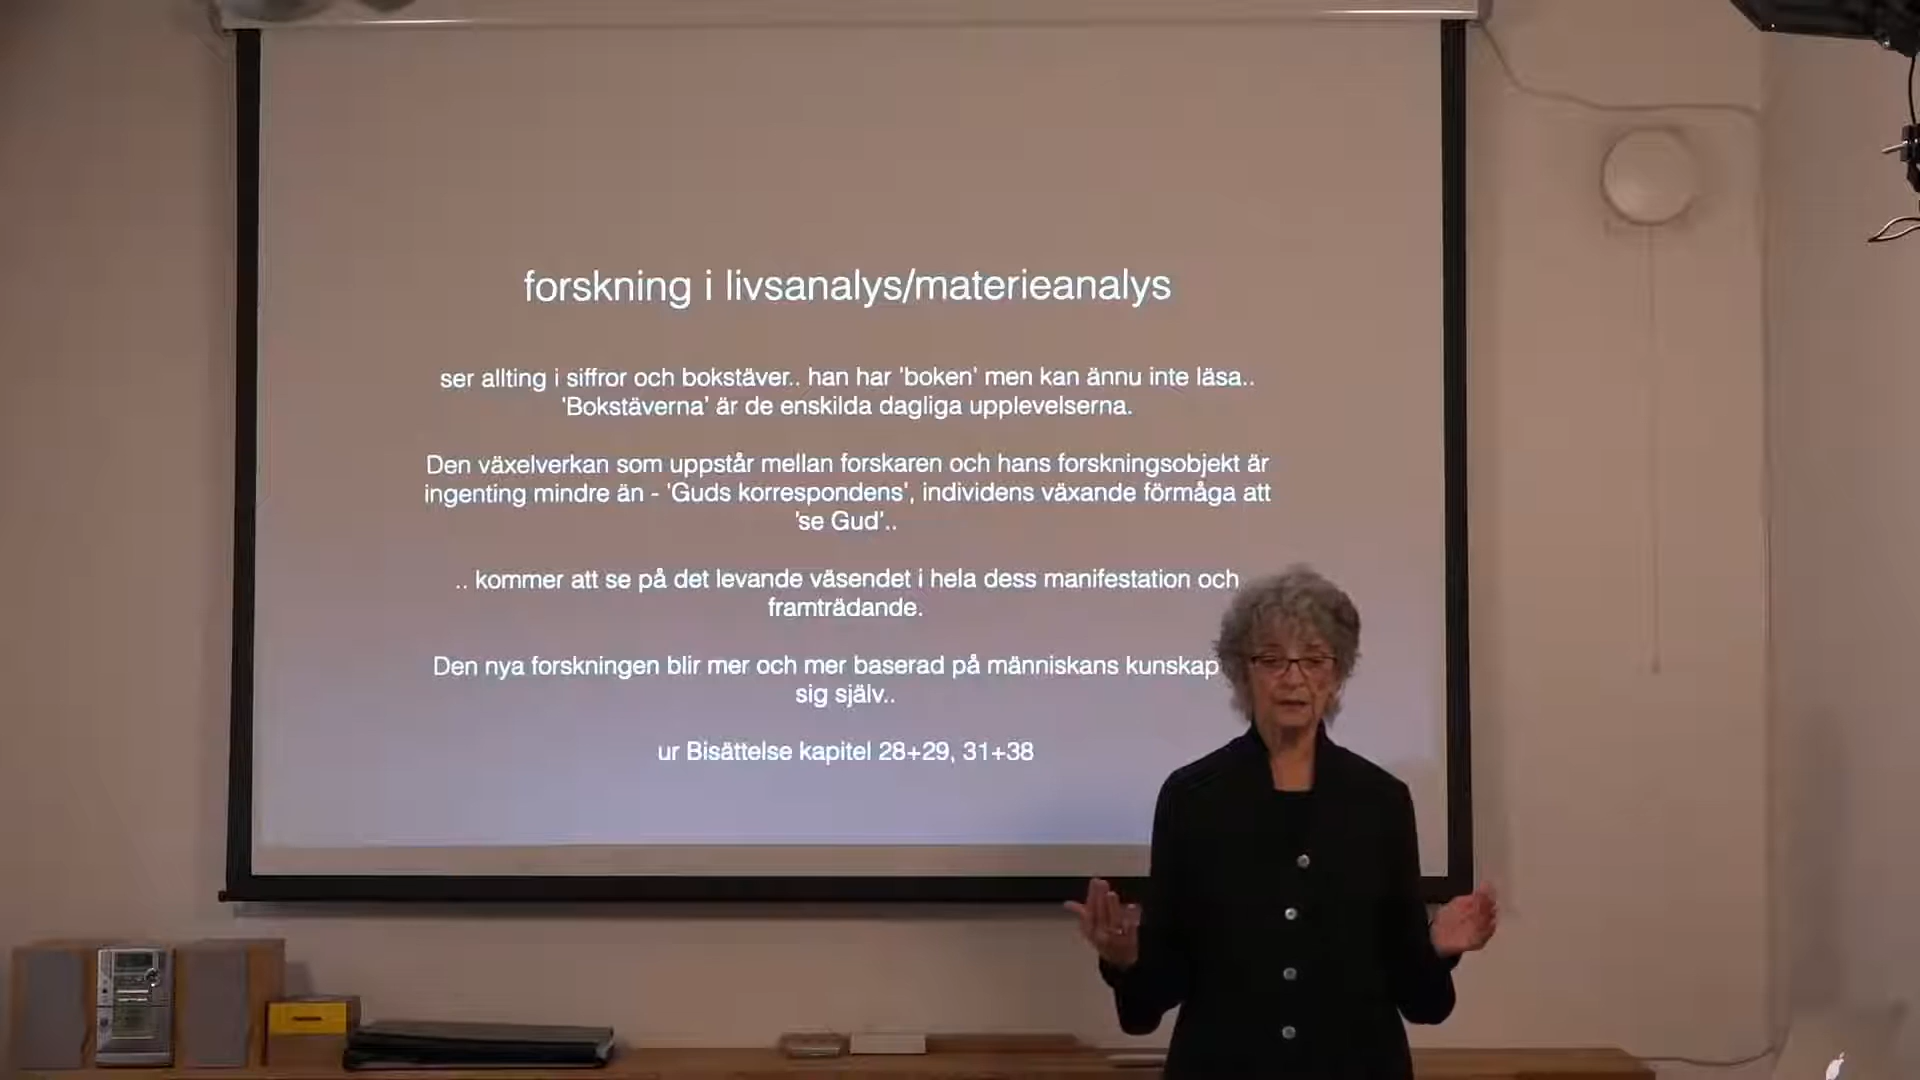 forskning i livsanalys/materieanalys
ser allting i siffror och bokstäver.. han har 'boken' men kan ännu inte läsa..
'Bokstäverna' är de enskilda dagliga upplevelserna.
Den växelverkan som uppstår mellan forskaren och hans forskningsobjekt är
ingenting mindre än - 'Guds korrespondens', individens växande förmåga att
'se Gud'..
.. kommer att se på det levande väsendet i hela dess manifestation och
framträdande.
Den nya forskningen blir mer och mer baserad på människans kunskap
sig själv..
ur Bisättelse kapitel 28+29, 31+38